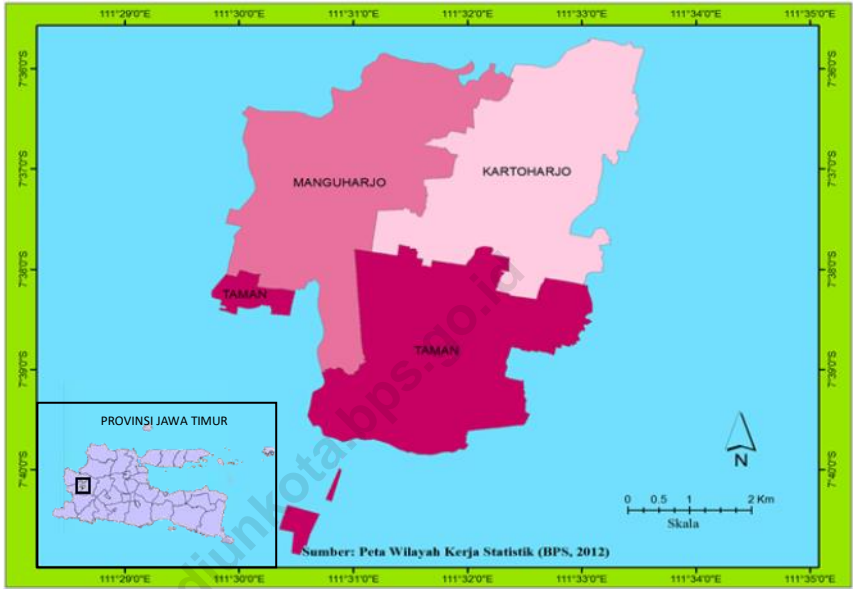 111°29'0"E 111°30'0"E 111°31'0"E 111°32'0"E 111°33'0"E 111°34'0"E 111°35'0"E
7°36'0"S 7°36'0"S
KARTOHARJO
MANGUHARJO
7°37'0"S 7°37'0"S
7°38'0"S 7°38'0"S
TAMAN
TAMAN
7°39'0"S 7°39'0"S
PROVINSI JAWA TIMUR
N
7°40'0"S 7°40'0"S
0 0.5 1 2 Km
Skala
Sumber: Peta Wilayah Kerja Statistik (BPS, 2012)
111°29'0"E 111°30'0"E 111°31'0"E 111°32'0"E 111°33'0"E 111°34'0"E 111°35'0"E
diunkota.bps.go.id